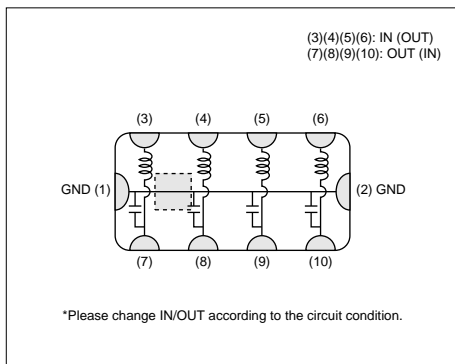 (3)(4)(5)(6): IN (OUT)
(7)(8)(9)(10): OUT (IN)
(3) (4) (5) (6)
GND (1) (2) GND
(7) (8) (9) (10)
*Please change IN/OUT according to the circuit condition.